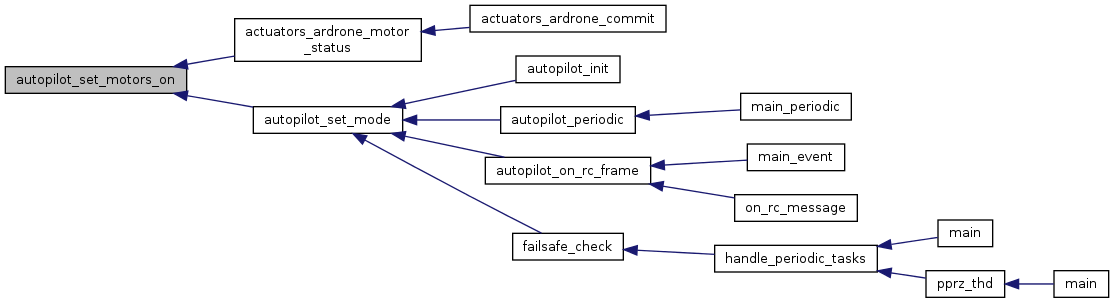 autopilot_set_motors_on
actuators_ardrone_motor
_status
actuators_ardrone_commit
autopilot_set_mode
autopilot_init
autopilot_periodic
main_periodic
autopilot_on_rc_frame
main_event
on_rc_message
failsafe_check
handle_periodic_tasks
main
pprz_thd
main